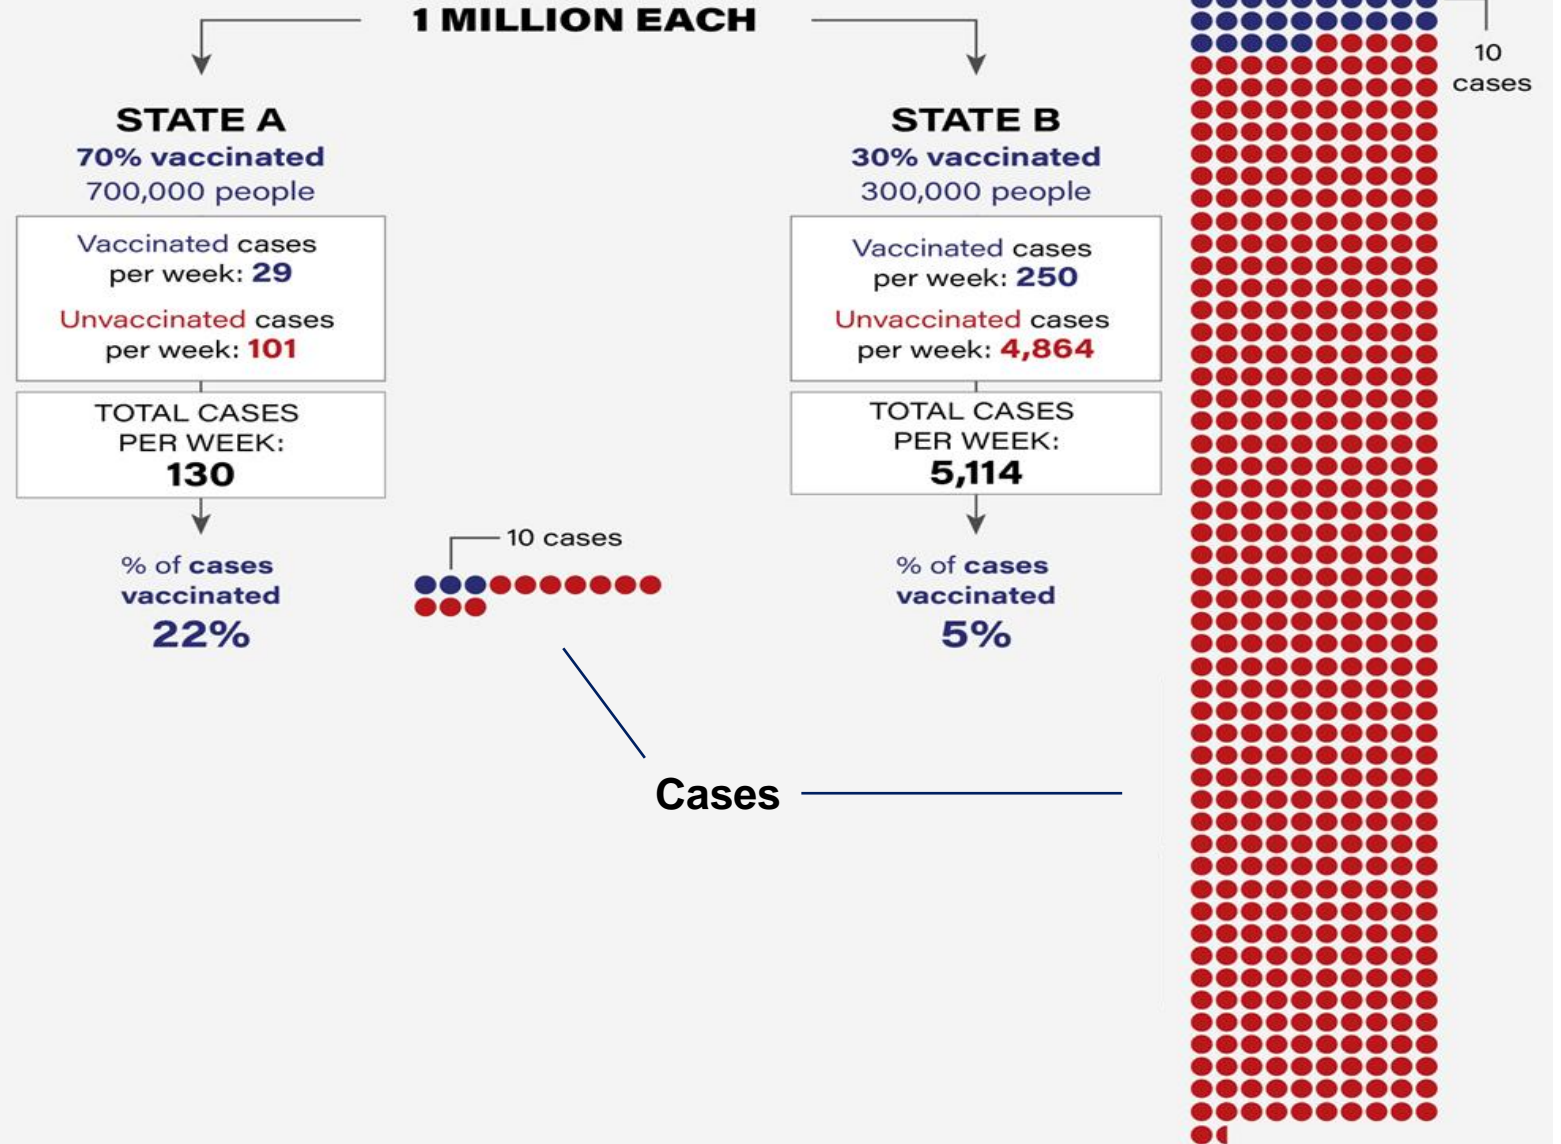 1 MILLION EACH
STATE A
70% vaccinated
700,000 people
Vaccinated cases
per week: 29
Unvaccinated cases
per week: 101
TOTAL CASES
PER WEEK:
130
% of cases
vaccinated
22%
10 cases
STATE B
30% vaccinated
300,000 people
Vaccinated cases
per week: 250
Unvaccinated cases
per week: 4,864
TOTAL CASES
PER WEEK:
5,114
% of cases
vaccinated
5%
10
cases
Cases